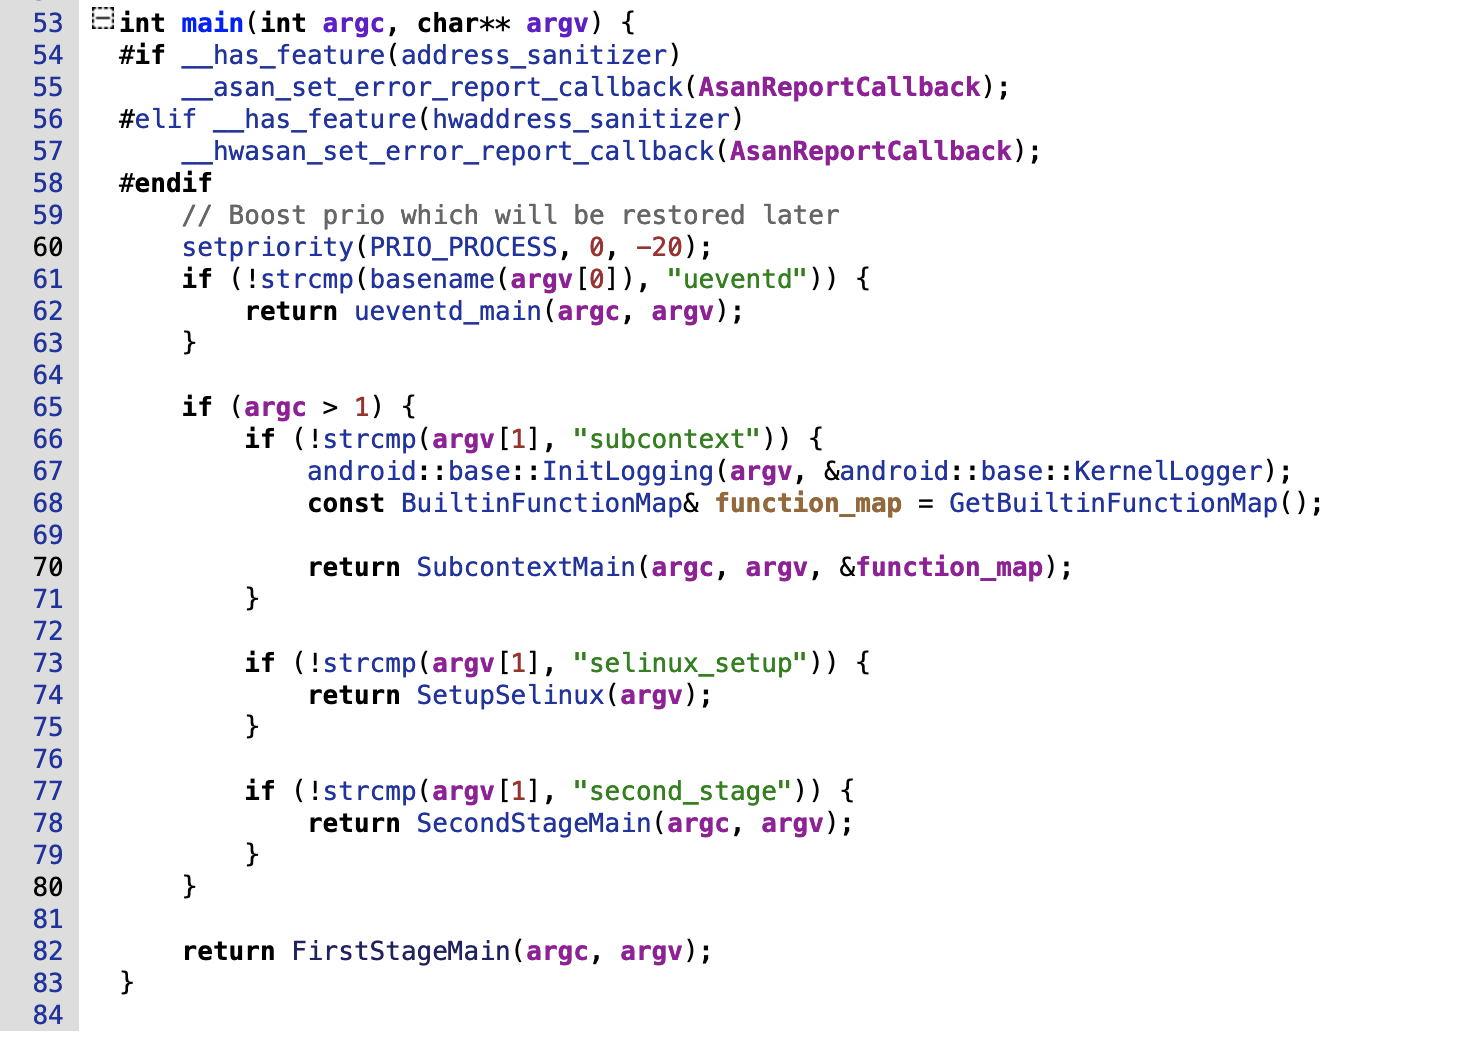 53 int main(int argc, char** argv) {
54 #if __has_feature(address_sanitizer)
55     __asan_set_error_report_callback(AsanReportCallback);
56 #elif __has_feature(hwaddress_sanitizer)
57     __hwasan_set_error_report_callback(AsanReportCallback);
58 #endif
59     // Boost prio which will be restored later
60     setpriority(PRIO_PROCESS, 0, -20);
61     if (!strcmp(basename(argv[0]), "ueventd")) {
62         return ueventd_main(argc, argv);
63     }
64
65     if (argc > 1) {
66         if (!strcmp(argv[1], "subcontext")) {
67             android::base::InitLogging(argv, &android::base::KernelLogger);
68             const BuiltinFunctionMap& function_map = GetBuiltinFunctionMap();
69
70             return SubcontextMain(argc, argv, &function_map);
71         }
72
73         if (!strcmp(argv[1], "selinux_setup")) {
74             return SetupSelinux(argv);
75         }
76
77         if (!strcmp(argv[1], "second_stage")) {
78             return SecondStageMain(argc, argv);
79         }
80     }
81
82     return FirstStageMain(argc, argv);
83 }
84